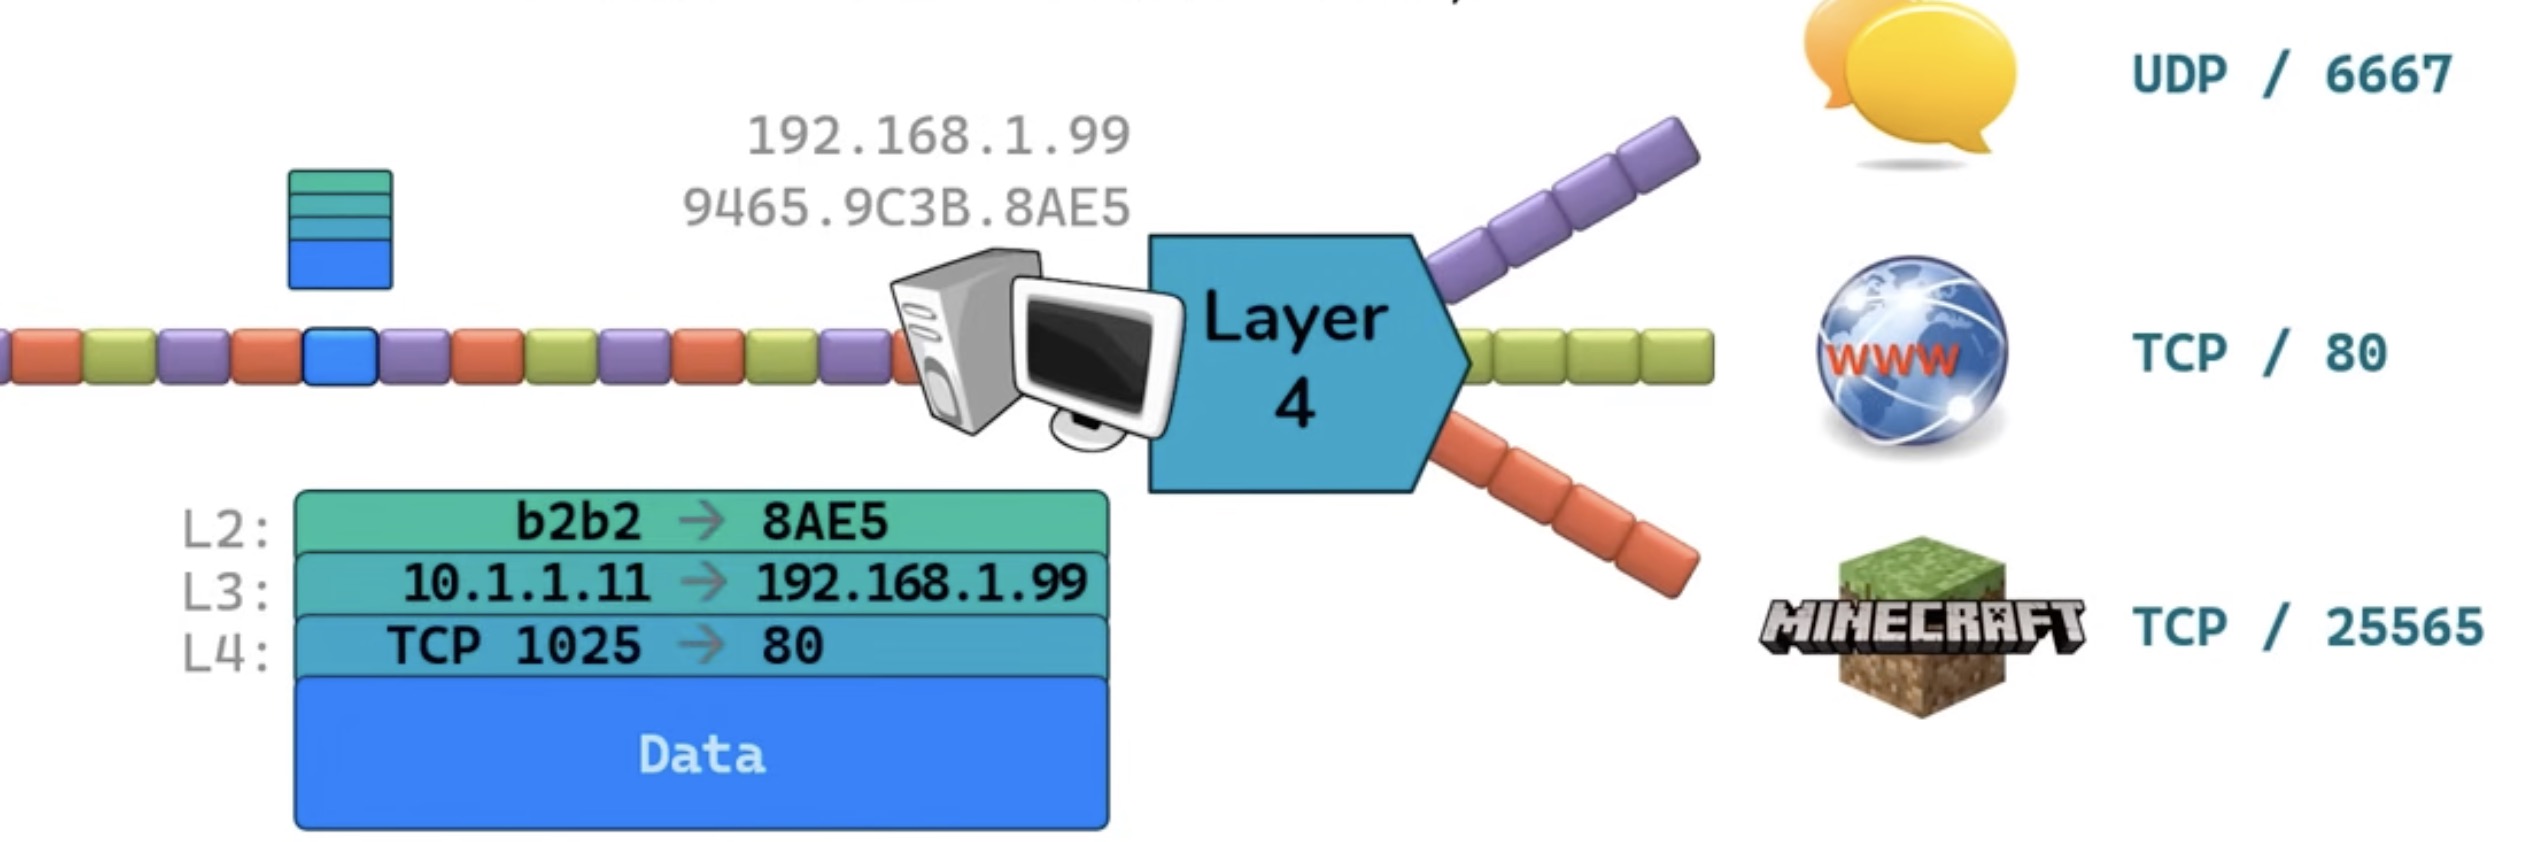 UDP / 6667
192.168.1.99
9465.9C3B.8AE5
Layer
4
WWW
TCP / 80
L2: b2b2 → 8AE5
L3: 10.1.1.11 → 192.168.1.99
L4: TCP 1025 → 80
Data
MINECRAFT
TCP / 25565